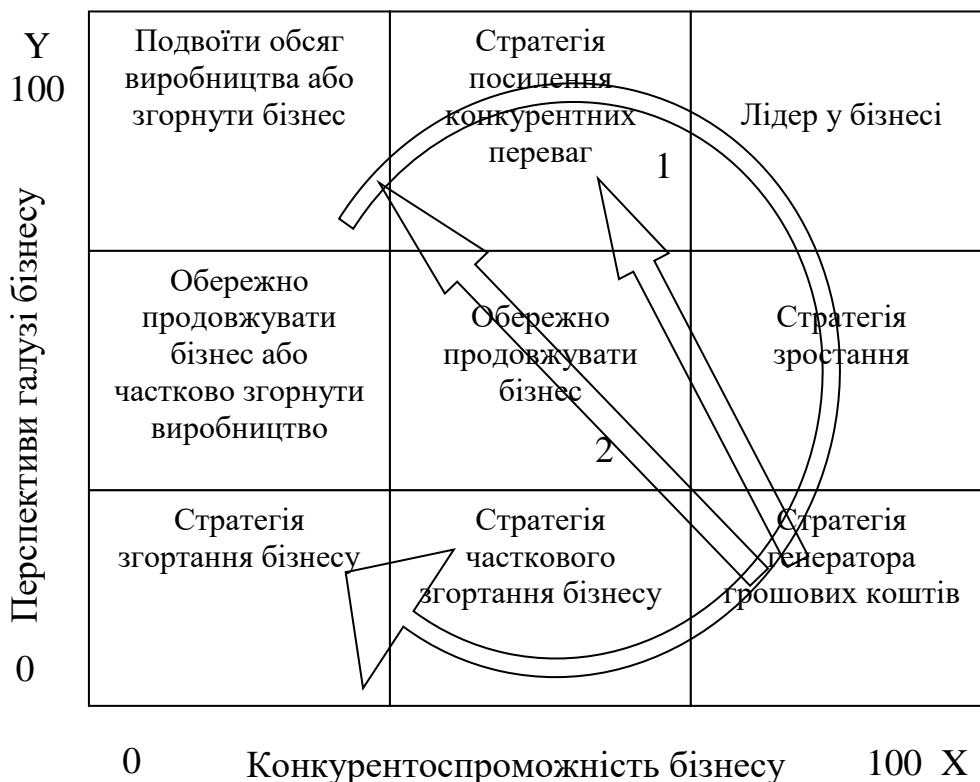 Y
100
Перспективи галузі бізнесу
0
Подвоїти обсяг
виробництва або
згорнути бізнес
Стратегія
посилення
конкурентних
переваг
1
Лідер у бізнесі
Обережно
продовжувати
бізнес або
частково згорнути
виробництво
Обережно
продовжувати
бізнес
2
Стратегія
зростання
Стратегія
згортання бізнесу
Стратегія
часткового
згортання бізнесу
Стратегія
генератора
грошових коштів
0 Конкурентоспроможність бізнесу 100 X